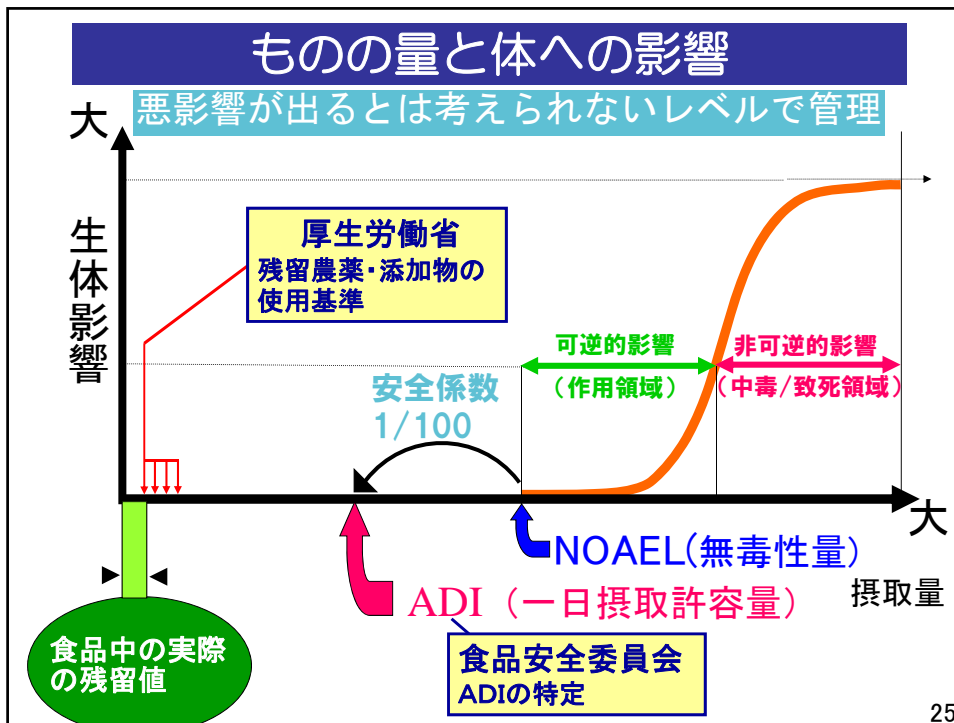 ものの量と体への影響
悪影響が出るとは考えられないレベルで管理
大
生体影響
厚生労働省
残留農薬・添加物の
使用基準
可逆的影響
(作用領域)
非可逆的影響
(中毒/致死領域)
安全係数
1/100
大
NOAEL(無毒性量)
摂取量
ADI (一日摂取許容量)
食品安全委員会
ADIの特定
食品中の実際
の残留値
25